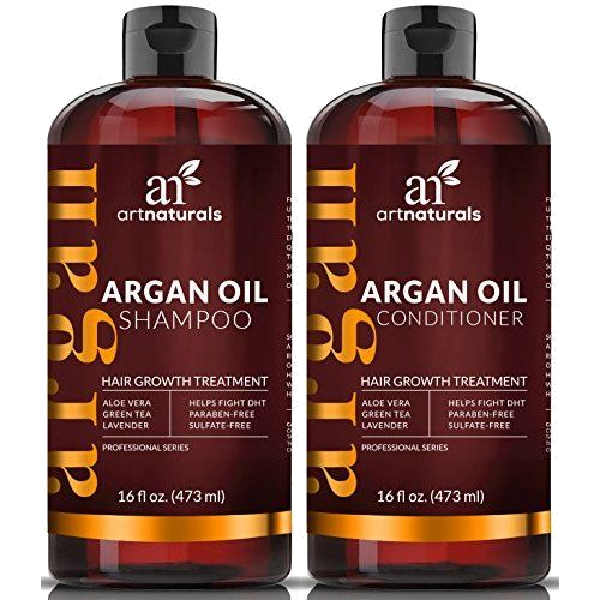 argan
an
artnaturals
ARGAN OIL
SHAMPOO
HAIR GROWTH TREATMENT
ALOE VERA
GREEN TEA
LAVENDER
HELPS FIGHT DHT
PARABEN-FREE
SULFATE-FREE
PROFESSIONAL SERIES
16 fl oz. (473 ml)
argan
an
artnaturals
ARGAN OIL
CONDITIONER
HAIR GROWTH TREATMENT
ALOE VERA
GREEN TEA
LAVENDER
HELPS FIGHT DHT
PARABEN-FREE
SULFATE-FREE
PROFESSIONAL SERIES
16 fl oz. (473 ml)